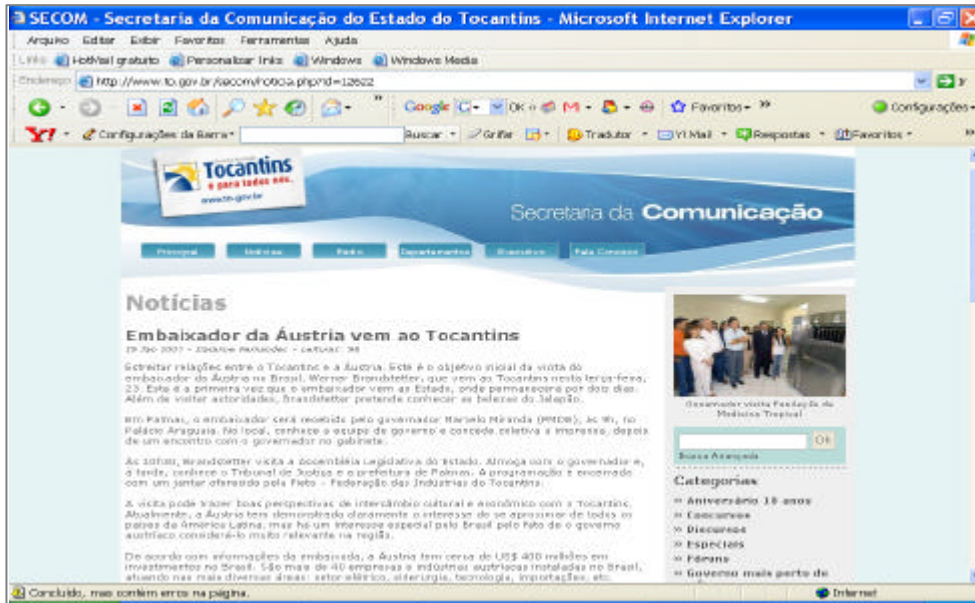 SECOM - Secretaria da Comunicação do Estado do Tocantins - Microsoft Internet Explorer
Arquivo Editar Exibir Favoritos Ferramentas Ajuda
Links HotMail gratuito Personalizar links Windows Windows Media
Endereço http://www.to.gov.br/secom/noticia.php?id=12622
Google G OK Favoritos Configurações
Y! Configurações da Barra Buscar Grifar Tradutor Y! Mail Respostas Favoritos
Tocantins
e para todos nós.
www.to.gov.br
Secretaria da Comunicação
Principal Notícias Rádio Departamentos Executivo Fale Conosco
Notícias
Embaixador da Áustria vem ao Tocantins
19 Jan 2007 - Leituras: 98
Estreitar relações entre o Tocantins e a Áustria. Este é o objetivo inicial da visita do
embaixador da Áustria no Brasil, Werner Brandstetter, que vem ao Tocantins nesta terça-feira,
23. Esta é a primeira vez que o embaixador vem ao Estado, onde permanecerá por dois dias.
Além de visitar autoridades, Brandstetter pretende conhecer as belezas do Jalapão.
Em Palmas, o embaixador será recebido pelo governador Marcelo Miranda (PMDB), às 9h, no
Palácio Araguaia. No local, conhece a equipe de governo e concede coletiva à imprensa, depois
de um encontro com o governador no gabinete.
Às 10h30, Brandstetter visita a Assembléia Legislativa do Estado. Almoça com o governador e,
à tarde, conhece o Tribunal de Justiça e a prefeitura de Palmas. A programação é encerrada
com um jantar oferecido pela Fieto - Federação das Indústrias do Tocantins.
A visita pode trazer boas perspectivas de intercâmbio cultural e econômico com o Tocantins.
Atualmente, a Áustria tem demonstrado claramente o interesse de se aproximar de todos os
países da América Latina, mas há um interesse especial pelo Brasil pelo fato de o governo
austríaco considerá-lo muito relevante na região.
De acordo com informações da embaixada, a Áustria tem cerca de US$ 400 milhões em
investimentos no Brasil. São mais de 40 empresas e indústrias austríacas instaladas no Brasil,
atuando nas mais diversas áreas: setor elétrico, siderurgia, tecnologia, importações, etc.
Governador visita Fundação de
Medicina Tropical
Ok
Busca Avançada
Categorias
» Aniversário 18 anos
» Concursos
» Discursos
» Especiais
» Fóruns
» Governo mais perto de
Concluído, mas contém erros na página.
Internet